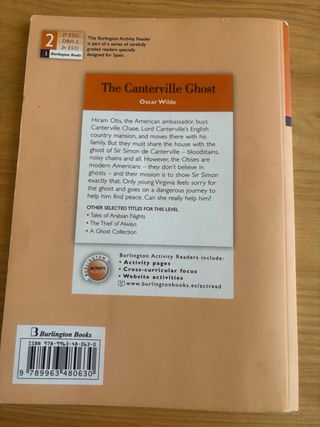 2
2º ESO
DBH 2
2n ESO
Burlington Books
This Burlington Activity Reader
is part of a series of carefully
graded readers specially
designed for Spain.
The Canterville Ghost
Oscar Wilde
Hiram Otis, the American ambassador, buys
Canterville Chase, Lord Canterville's English
country mansion, and moves there with his
family. But they must share the house with the
ghost of Sir Simon de Canterville – bloodstains,
noisy chains and all. However, the Otises are
modern Americans – they don't believe in
ghosts – and their mission is to show Sir Simon
exactly that. Only young Virginia feels sorry for
the ghost and goes on a dangerous journey to
help him find peace. Can she really help him?
OTHER SELECTED TITLES FOR THIS LEVEL
• Tales of Arabian Nights
• The Thief of Always
• A Ghost Collection
BURLINGTON
ACTIVITY
Burlington Activity Readers include:
• Activity pages
• Cross-curricular focus
• Website activities
www.burlingtonbooks.es/actread
Burlington Books
ISBN 978-9963-48-063-0
9 789963 480630